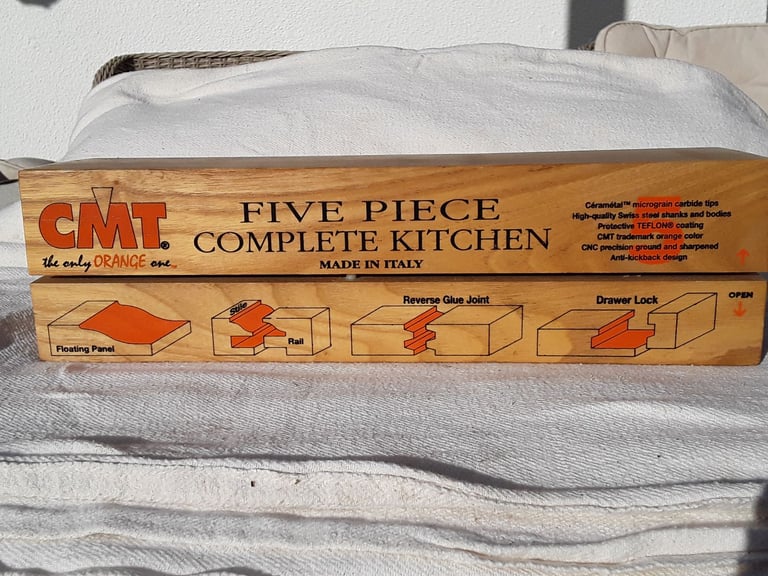 CMT®
the only ORANGE one™
FIVE PIECE
COMPLETE KITCHEN
MADE IN ITALY
Cérométal™ micrograin carbide tips
High-quality Swiss steel shanks and bodies
Protective TEFLON® coating
CMT trademark orange color
CNC precision ground and sharpened
Anti-kickback design
Floating Panel
Stile
Rail
Reverse Glue Joint
Drawer Lock
OPEN